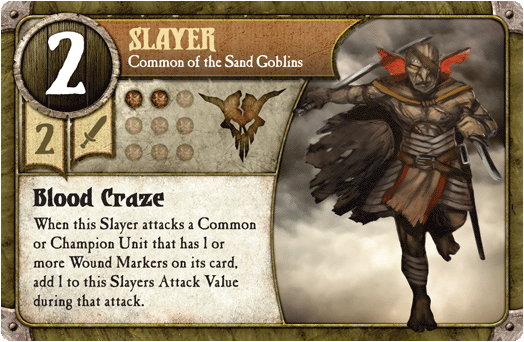 2
SLAYER
Common of the Sand Goblins
2
Blood Craze
When this Slayer attacks a Common
or Champion Unit that has 1 or
more Wound Markers on its card,
add 1 to this Slayers Attack Value
during that attack.